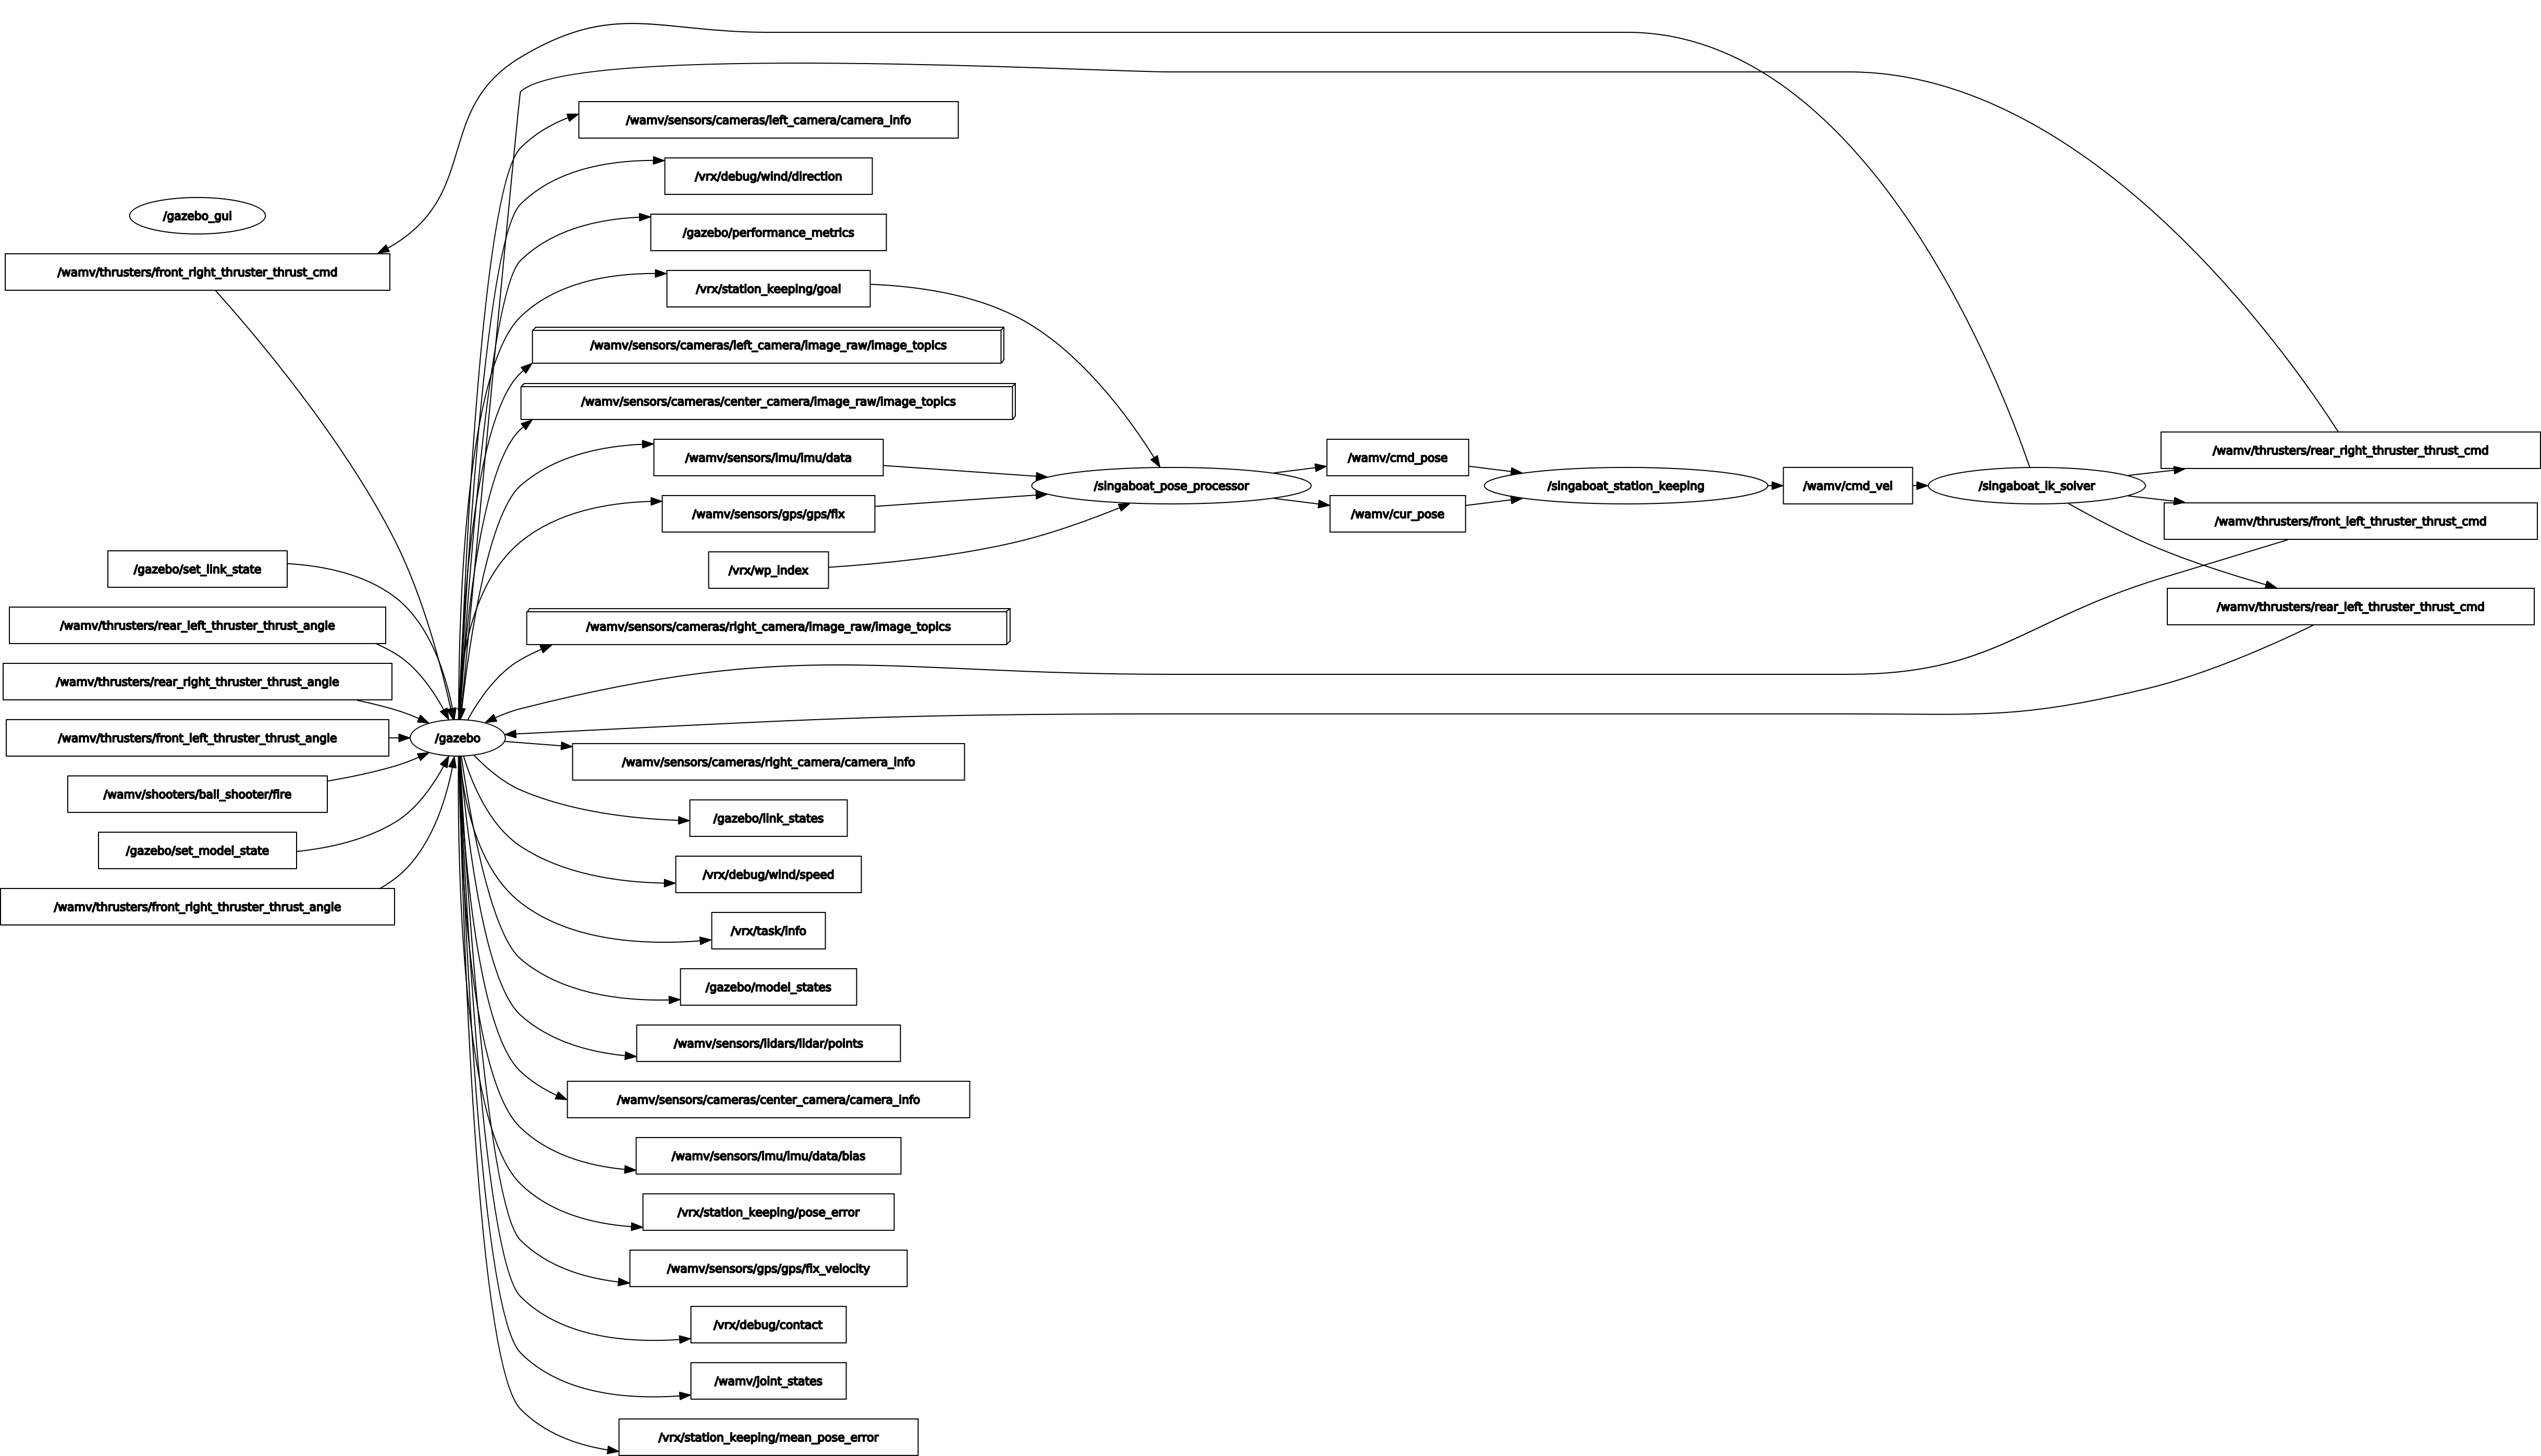 /wamv/sensors/cameras/left_camera/camera_info
/vrx/debug/wind/direction
/gazebo_gui
/gazebo/performance_metrics
/wamv/thrusters/front_right_thruster_thrust_cmd
/vrx/station_keeping/goal
/wamv/sensors/cameras/left_camera/image_raw/image_topics
/wamv/sensors/cameras/center_camera/image_raw/image_topics
/wamv/sensors/imu/imu/data
/wamv/cmd_pose
/wamv/thrusters/rear_right_thruster_thrust_cmd
/singaboat_pose_processor
/singaboat_station_keeping
/wamv/cmd_vel
/singaboat_ik_solver
/wamv/sensors/gps/gps/fix
/wamv/cur_pose
/wamv/thrusters/front_left_thruster_thrust_cmd
/gazebo/set_link_state
/vrx/wp_index
/wamv/thrusters/rear_left_thruster_thrust_cmd
/wamv/thrusters/rear_left_thruster_thrust_angle
/wamv/sensors/cameras/right_camera/image_raw/image_topics
/wamv/thrusters/rear_right_thruster_thrust_angle
/wamv/thrusters/front_left_thruster_thrust_angle
/gazebo
/wamv/sensors/cameras/right_camera/camera_info
/wamv/shooters/ball_shooter/fire
/gazebo/link_states
/gazebo/set_model_state
/vrx/debug/wind/speed
/wamv/thrusters/front_right_thruster_thrust_angle
/vrx/task/info
/gazebo/model_states
/wamv/sensors/lidars/lidar/points
/wamv/sensors/cameras/center_camera/camera_info
/wamv/sensors/imu/imu/data/bias
/vrx/station_keeping/pose_error
/wamv/sensors/gps/gps/fix_velocity
/vrx/debug/contact
/wamv/joint_states
/vrx/station_keeping/mean_pose_error